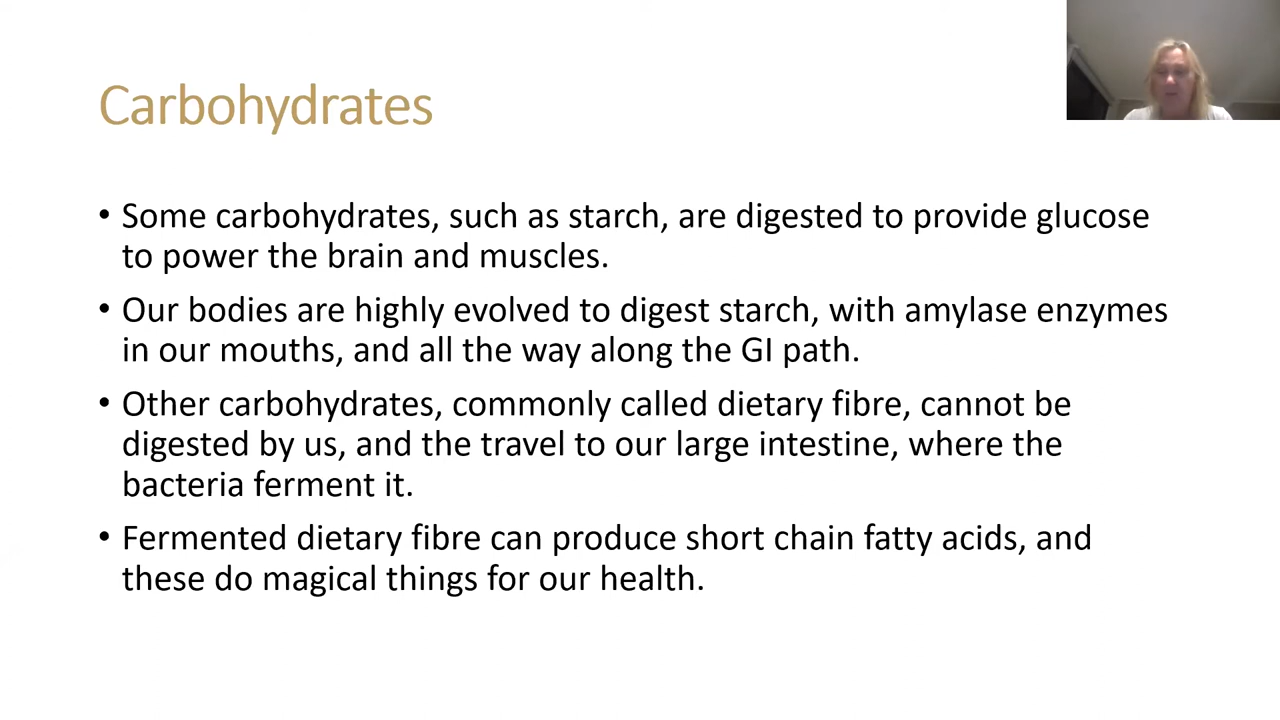 Carbohydrates
• Some carbohydrates, such as starch, are digested to provide glucose
to power the brain and muscles.
• Our bodies are highly evolved to digest starch, with amylase enzymes
in our mouths, and all the way along the GI path.
• Other carbohydrates, commonly called dietary fibre, cannot be
digested by us, and the travel to our large intestine, where the
bacteria ferment it.
• Fermented dietary fibre can produce short chain fatty acids, and
these do magical things for our health.